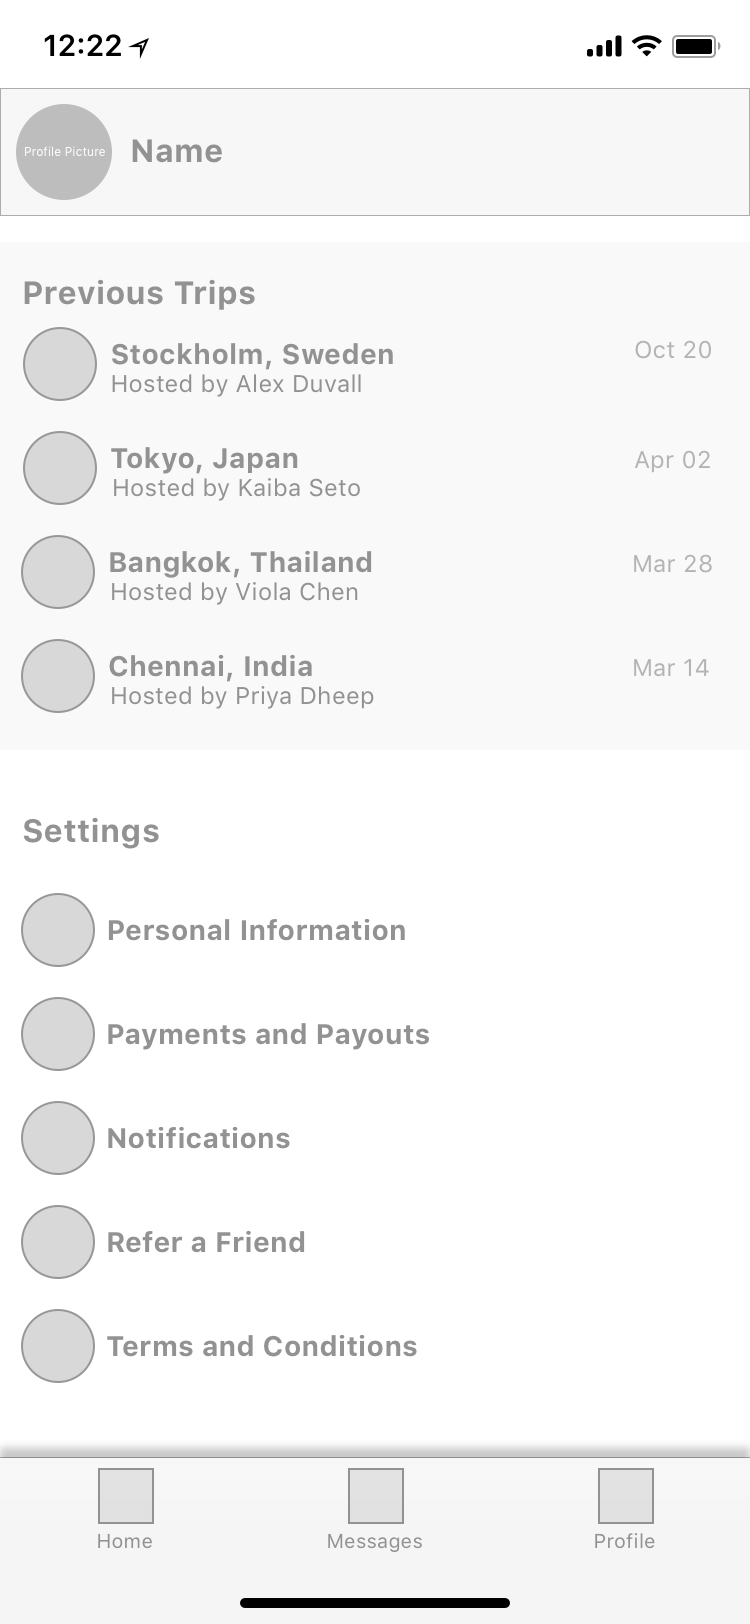 12:22
Profile Picture
Name
Previous Trips
Stockholm, Sweden
Oct 20
Hosted by Alex Duvall
Tokyo, Japan
Apr 02
Hosted by Kaiba Seto
Bangkok, Thailand
Mar 28
Hosted by Viola Chen
Chennai, India
Mar 14
Hosted by Priya Dheep
Settings
Personal Information
Payments and Payouts
Notifications
Refer a Friend
Terms and Conditions
Home
Messages
Profile